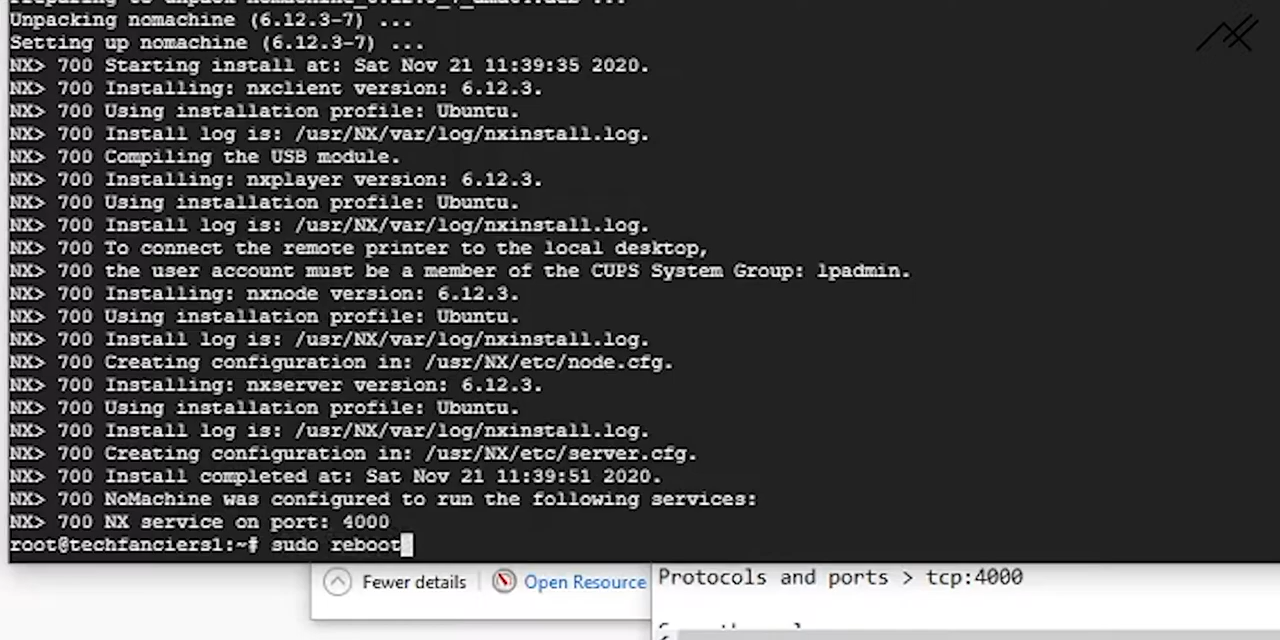 Preparing to unpack nomachine_6.12.3_7_amd64.deb ...
Unpacking nomachine (6.12.3-7) ...
Setting up nomachine (6.12.3-7) ...
NX> 700 Starting install at: Sat Nov 21 11:39:35 2020.
NX> 700 Installing: nxclient version: 6.12.3.
NX> 700 Using installation profile: Ubuntu.
NX> 700 Install log is: /usr/NX/var/log/nxinstall.log.
NX> 700 Compiling the USB module.
NX> 700 Installing: nxplayer version: 6.12.3.
NX> 700 Using installation profile: Ubuntu.
NX> 700 Install log is: /usr/NX/var/log/nxinstall.log.
NX> 700 To connect the remote printer to the local desktop,
NX> 700 the user account must be a member of the CUPS System Group: lpadmin.
NX> 700 Installing: nxnode version: 6.12.3.
NX> 700 Using installation profile: Ubuntu.
NX> 700 Install log is: /usr/NX/var/log/nxinstall.log.
NX> 700 Creating configuration in: /usr/NX/etc/node.cfg.
NX> 700 Installing: nxserver version: 6.12.3.
NX> 700 Using installation profile: Ubuntu.
NX> 700 Install log is: /usr/NX/var/log/nxinstall.log.
NX> 700 Creating configuration in: /usr/NX/etc/server.cfg.
NX> 700 Install completed at: Sat Nov 21 11:39:51 2020.
NX> 700 NoMachine was configured to run the following services:
NX> 700 NX service on port: 4000
root@techfanciers1:~# sudo reboot
Fewer details Open Resource
Protocols and ports > tcp:4000